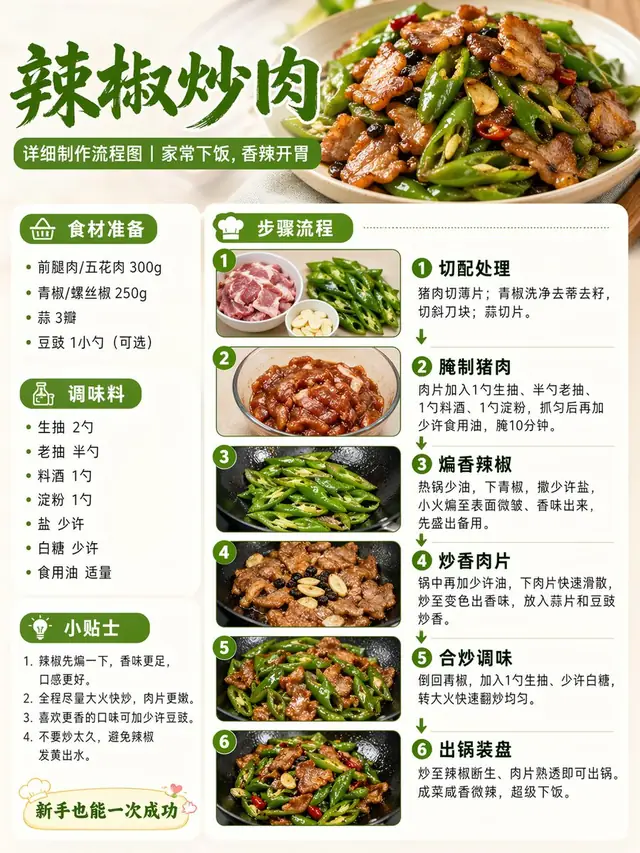 辣椒炒肉
详细制作流程图丨家常下饭，香辣开胃
食材准备
• 前腿肉/五花肉 300g
• 青椒/螺丝椒 250g
• 蒜 3瓣
• 豆豉 1小勺（可选）
调味料
• 生抽 2勺
• 老抽 半勺
• 料酒 1勺
• 淀粉 1勺
• 盐 少许
• 白糖 少许
• 食用油 适量
小贴士
1. 辣椒先煸一下，香味更足，
口感更好。
2. 全程尽量大火快炒，肉片更嫩。
3. 喜欢更香的口味可加少许豆豉。
4. 不要炒太久，避免辣椒
发黄出水。
新手也能一次成功
步骤流程
1
1 切配处理
猪肉切薄片；青椒洗净去蒂去籽，
切斜刀块；蒜切片。
2
2 腌制猪肉
肉片加入1勺生抽、半勺老抽、
1勺料酒、1勺淀粉，抓匀后再加
少许食用油，腌10分钟。
3
3 煸香辣椒
热锅少油，下青椒，撒少许盐，
小火煸至表面微皱、香味出来，
先盛出备用。
4
4 炒香肉片
锅中再加少许油，下肉片快速滑散，
炒至变色出香味，放入蒜片和豆豉
炒香。
5
5 合炒调味
倒回青椒，加入1勺生抽、少许白糖，
转大火快速翻炒均匀。
6
6 出锅装盘
炒至辣椒断生、肉片熟透即可出锅。
成菜咸香微辣，超级下饭。